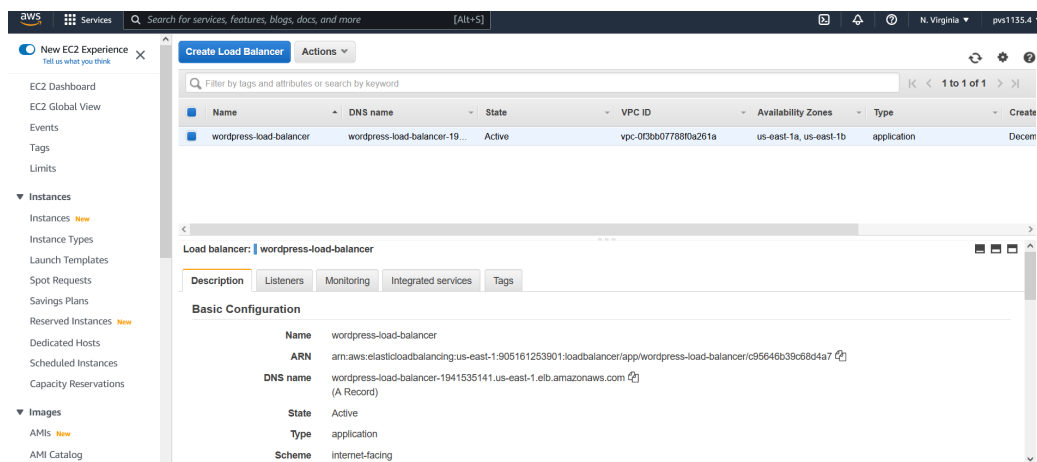 aws Services Search for services, features, blogs, docs, and more [Alt+S] N. Virginia pvs1135.4
New EC2 Experience
Tell us what you think
EC2 Dashboard
EC2 Global View
Events
Tags
Limits
Instances
Instances New
Instance Types
Launch Templates
Spot Requests
Savings Plans
Reserved Instances New
Dedicated Hosts
Scheduled Instances
Capacity Reservations
Images
AMIs New
AMI Catalog
Create Load Balancer Actions
Filter by tags and attributes or search by keyword 1 to 1 of 1
Name DNS name State VPC ID Availability Zones Type Create
wordpress-load-balancer wordpress-load-balancer-19... Active vpc-0f3bb07788f0a261a us-east-1a, us-east-1b application Decem
Load balancer: wordpress-load-balancer
Description Listeners Monitoring Integrated services Tags
Basic Configuration
Name wordpress-load-balancer
ARN arn:aws:elasticloadbalancing:us-east-1:905161253901:loadbalancer/app/wordpress-load-balancer/c95646b39c68d4a7
DNS name wordpress-load-balancer-1941535141.us-east-1.elb.amazonaws.com
(A Record)
State Active
Type application
Scheme internet-facing